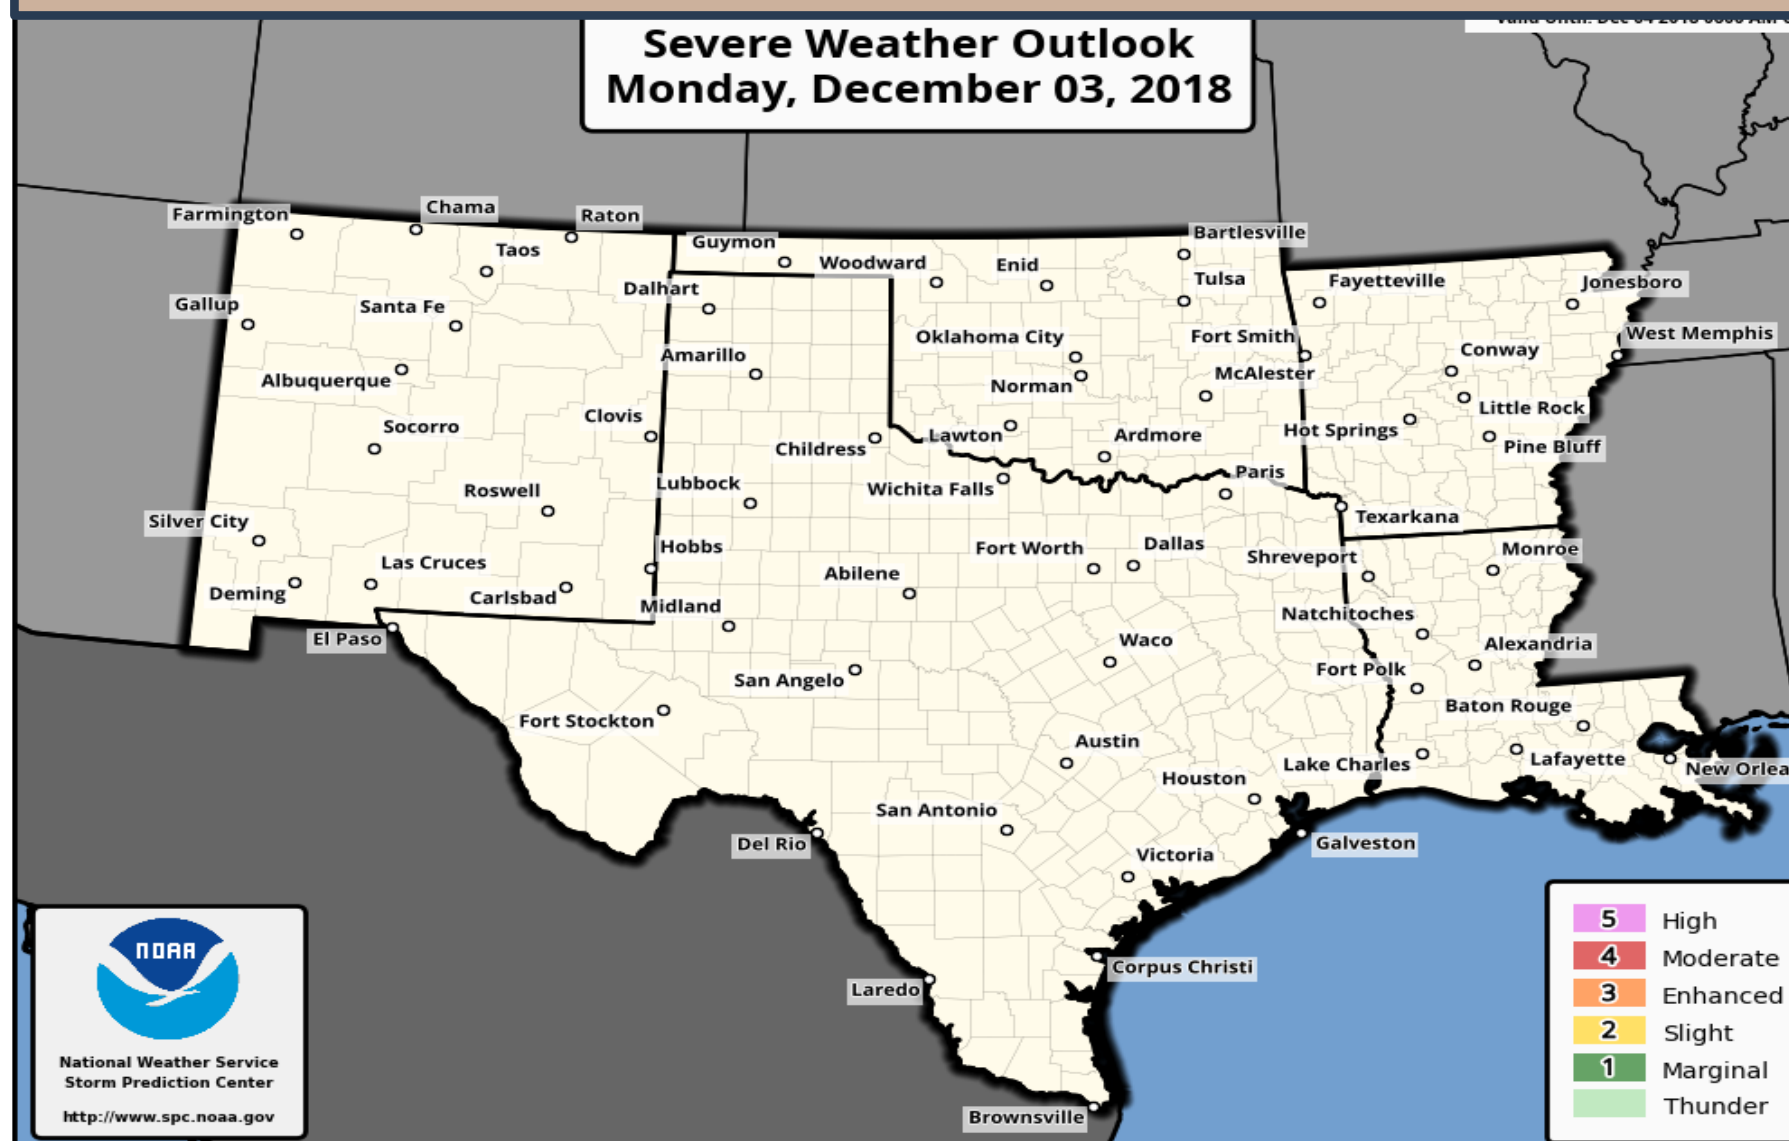 Severe Weather Outlook
Monday, December 03, 2018
Farmington
Chama
Raton
Taos
Guymon
Woodward
Enid
Bartlesville
Tulsa
Fayetteville
Jonesboro
Gallup
Santa Fe
Dalhart
Oklahoma City
Fort Smith
West Memphis
Albuquerque
Amarillo
Norman
McAlester
Conway
Socorro
Clovis
Childress
Lawton
Ardmore
Hot Springs
Little Rock
Pine Bluff
Roswell
Lubbock
Wichita Falls
Paris
Texarkana
Silver City
Las Cruces
Hobbs
Abilene
Fort Worth
Dallas
Shreveport
Monroe
Deming
Carlsbad
Midland
Natchitoches
El Paso
Waco
Alexandria
San Angelo
Fort Polk
Fort Stockton
Baton Rouge
Austin
Lake Charles
Lafayette
New Orlea
Houston
San Antonio
Del Rio
Galveston
Victoria
Corpus Christi
Laredo
Brownsville
NOAA
National Weather Service
Storm Prediction Center
http://www.spc.noaa.gov
5 High
4 Moderate
3 Enhanced
2 Slight
1 Marginal
Thunder